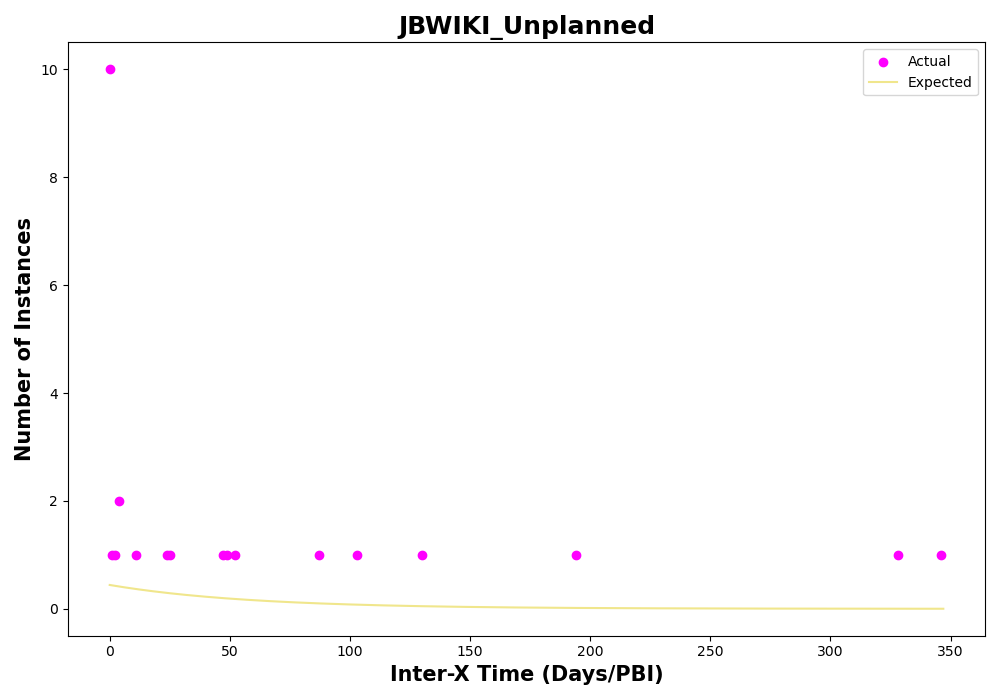 JBWIKI_Unplanned
Actual
Expected
10
8
6
4
2
0
Number of Instances
0 50 100 150 200 250 300 350
Inter-X Time (Days/PBI)